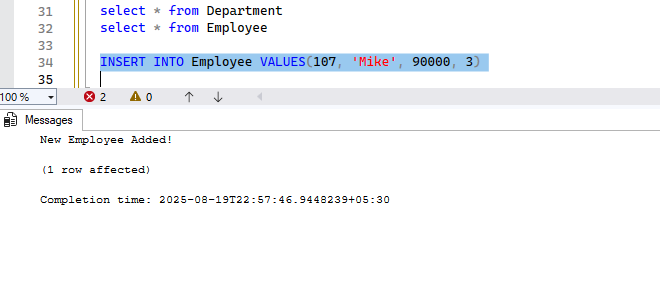 31 select * from Department
32 select * from Employee
33
34 INSERT INTO Employee VALUES(107, 'Mike', 90000, 3)
35
100 % 2 0
Messages
New Employee Added!
(1 row affected)
Completion time: 2025-08-19T22:57:46.9448239+05:30